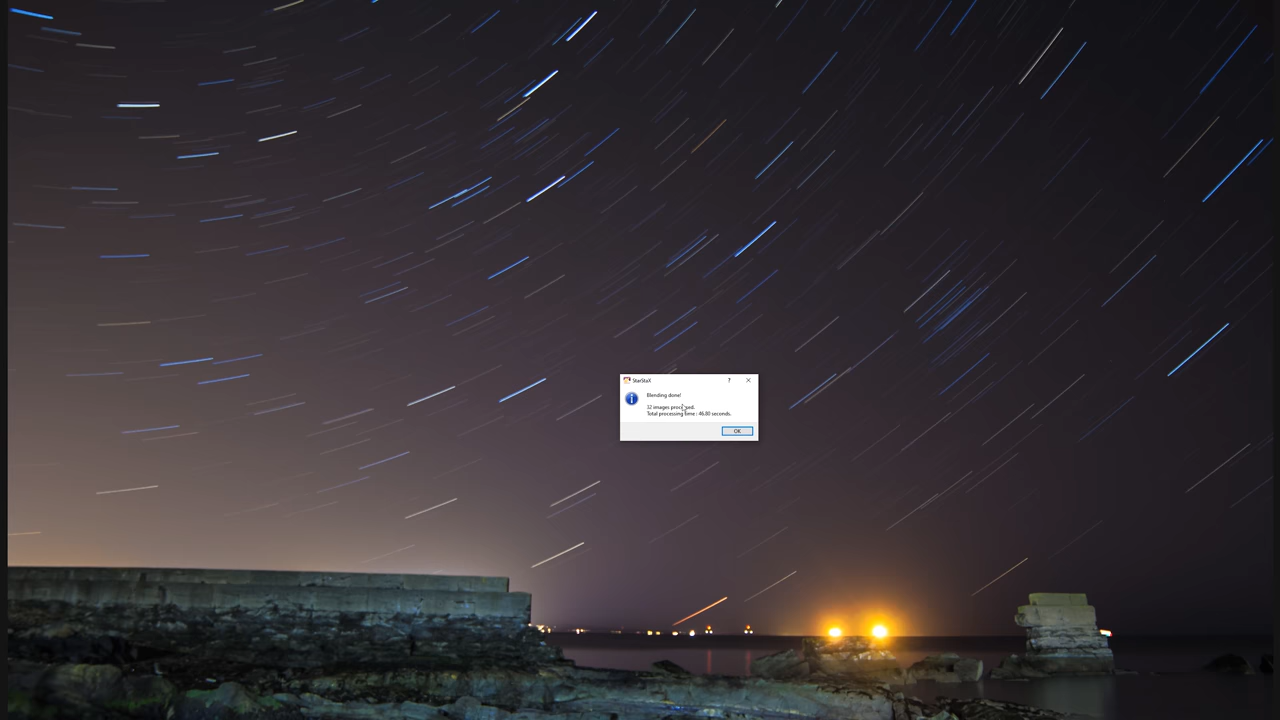 StarStaX
Blending done!
32 images processed.
Total processing time : 46.80 seconds.
OK